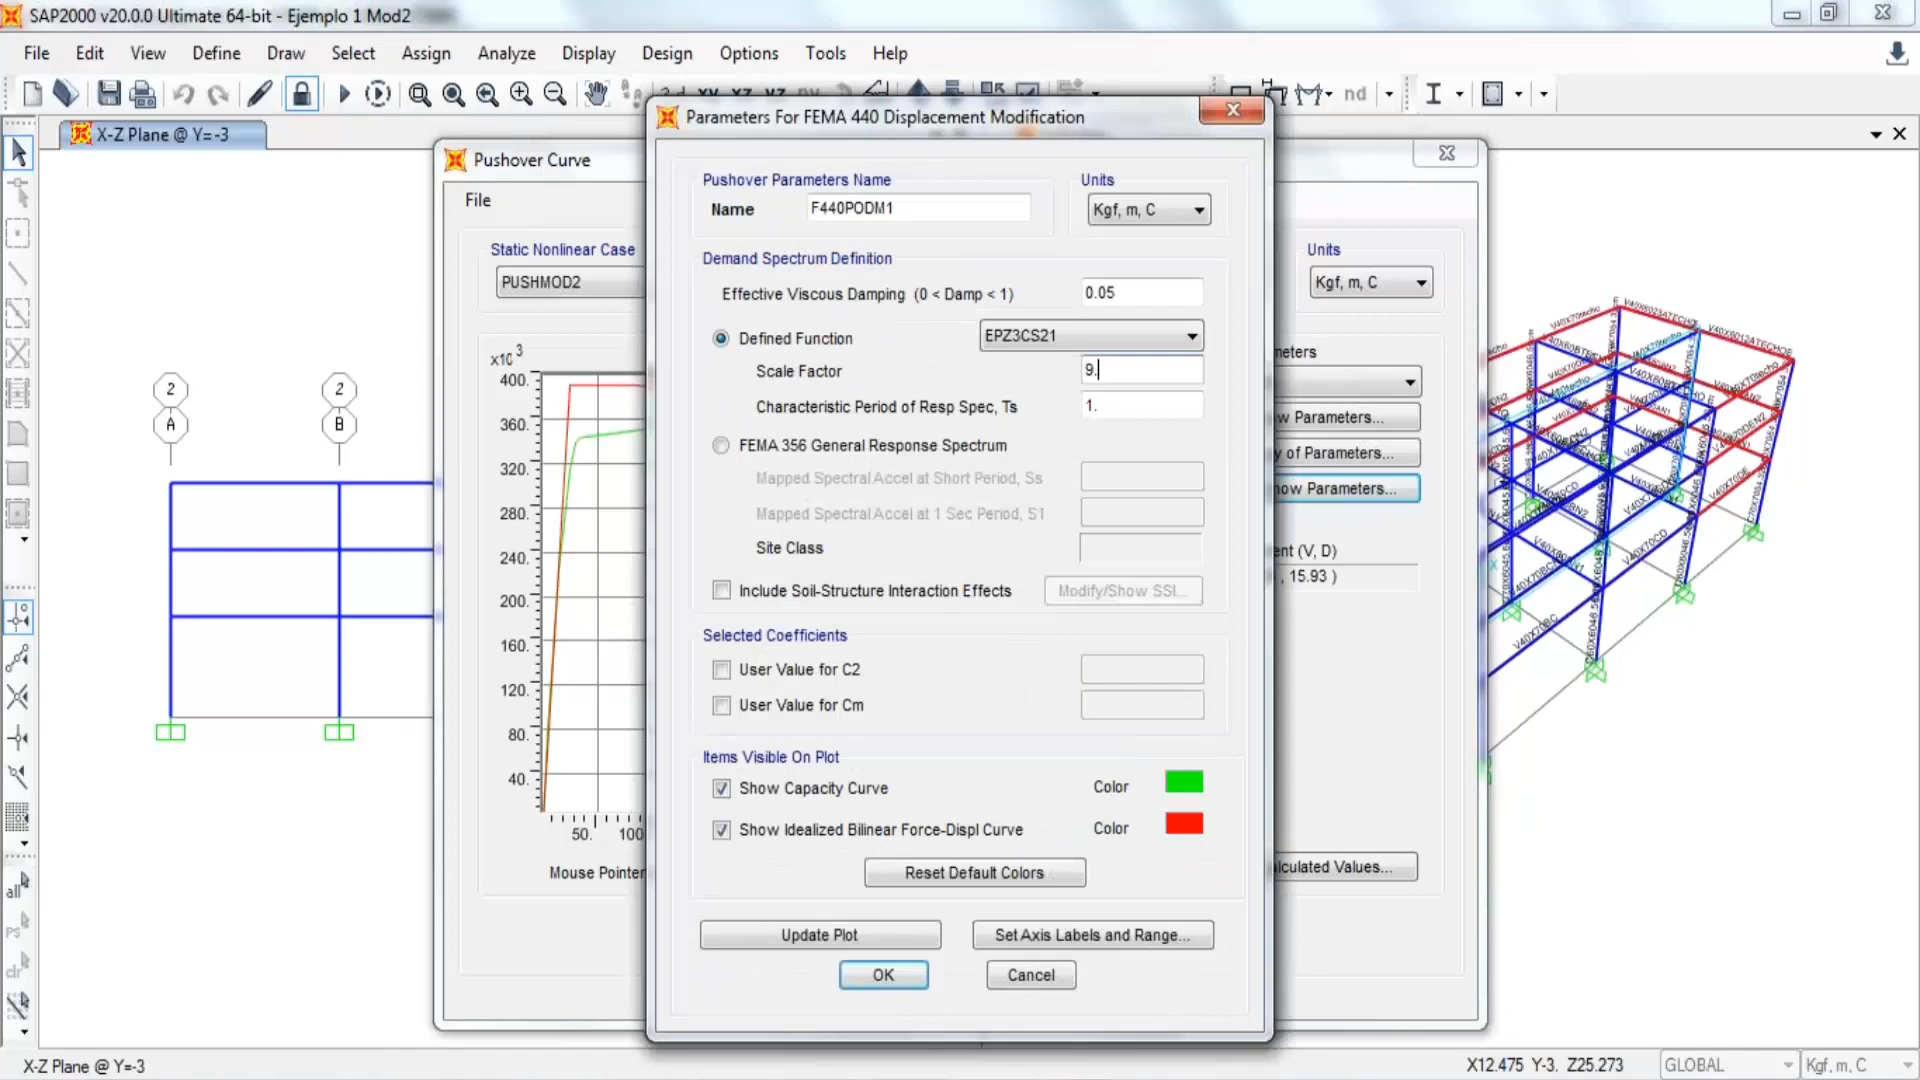 SAP2000 v20.0.0 Ultimate 64-bit - Ejemplo 1 Mod2
File Edit View Define Draw Select Assign Analyze Display Design Options Tools Help
nd
X-Z Plane @ Y=-3
Pushover Curve
File
Static Nonlinear Case
PUSHMOD2
x10 3
400.
360.
320.
280.
240.
200.
160.
120.
80.
40.
50. 100
Mouse Pointer
Units
Kgf, m, C
meters
w Parameters...
y of Parameters...
how Parameters...
ent (V, D)
, 15.93 )
lculated Values...
Parameters For FEMA 440 Displacement Modification
Pushover Parameters Name
Name F440PODM1
Units
Kgf, m, C
Demand Spectrum Definition
Effective Viscous Damping (0 < Damp < 1) 0.05
Defined Function EPZ3CS21
Scale Factor 9.
Characteristic Period of Resp Spec, Ts 1.
FEMA 356 General Response Spectrum
Mapped Spectral Accel at Short Period, Ss
Mapped Spectral Accel at 1 Sec Period, S1
Site Class
Include Soil-Structure Interaction Effects Modify/Show SSI...
Selected Coefficients
User Value for C2
User Value for Cm
Items Visible On Plot
Show Capacity Curve Color
Show Idealized Bilinear Force-Displ Curve Color
Reset Default Colors
Update Plot Set Axis Labels and Range...
OK Cancel
2 2
A B
all
ps
clr
X-Z Plane @ Y=-3
X12.475 Y-3. Z25.273
GLOBAL
Kgf, m, C